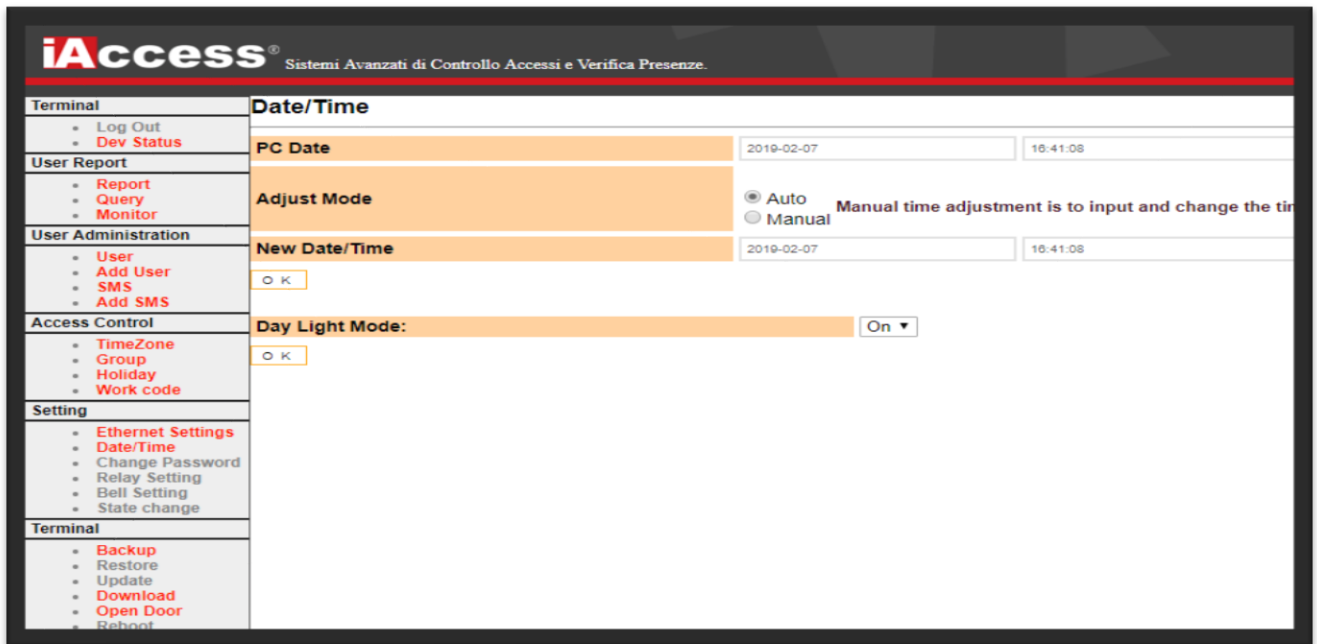 iAccess® Sistemi Avanzati di Controllo Accessi e Verifica Presenze.
Terminal
Log Out
Dev Status
User Report
Report
Query
Monitor
User Administration
User
Add User
SMS
Add SMS
Access Control
TimeZone
Group
Holiday
Work code
Setting
Ethernet Settings
Date/Time
Change Password
Relay Setting
Bell Setting
State change
Terminal
Backup
Restore
Update
Download
Open Door
Reboot
Date/Time
PC Date 2019-02-07 16:41:08
Adjust Mode
Auto
Manual
Manual time adjustment is to input and change the
New Date/Time 2019-02-07 16:41:08
O K
Day Light Mode: On
O K